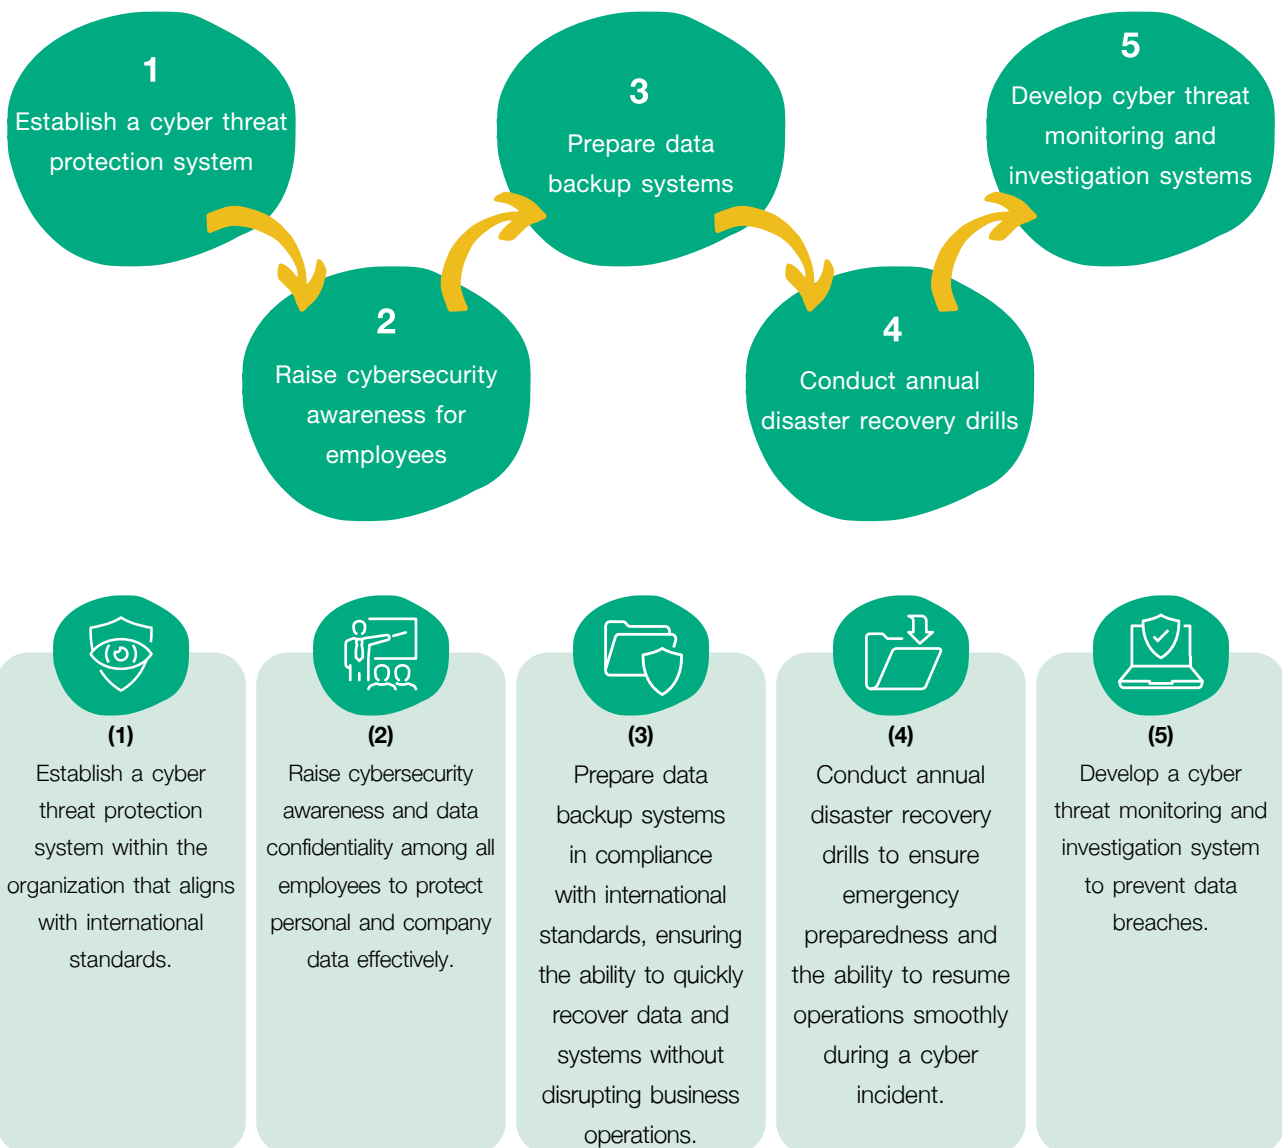 1
Establish a cyber threat
protection system
2
Raise cybersecurity
awareness for
employees
3
Prepare data
backup systems
4
Conduct annual
disaster recovery drills
5
Develop cyber threat
monitoring and
investigation systems
(1)
Establish a cyber
threat protection
system within the
organization that aligns
with international
standards.
(2)
Raise cybersecurity
awareness and data
confidentiality among all
employees to protect
personal and company
data effectively.
(3)
Prepare data
backup systems
in compliance
with international
standards, ensuring
the ability to quickly
recover data and
systems without
disrupting business
operations.
(4)
Conduct annual
disaster recovery
drills to ensure
emergency
preparedness and
the ability to resume
operations smoothly
during a cyber
incident.
(5)
Develop a cyber
threat monitoring and
investigation system
to prevent data
breaches.